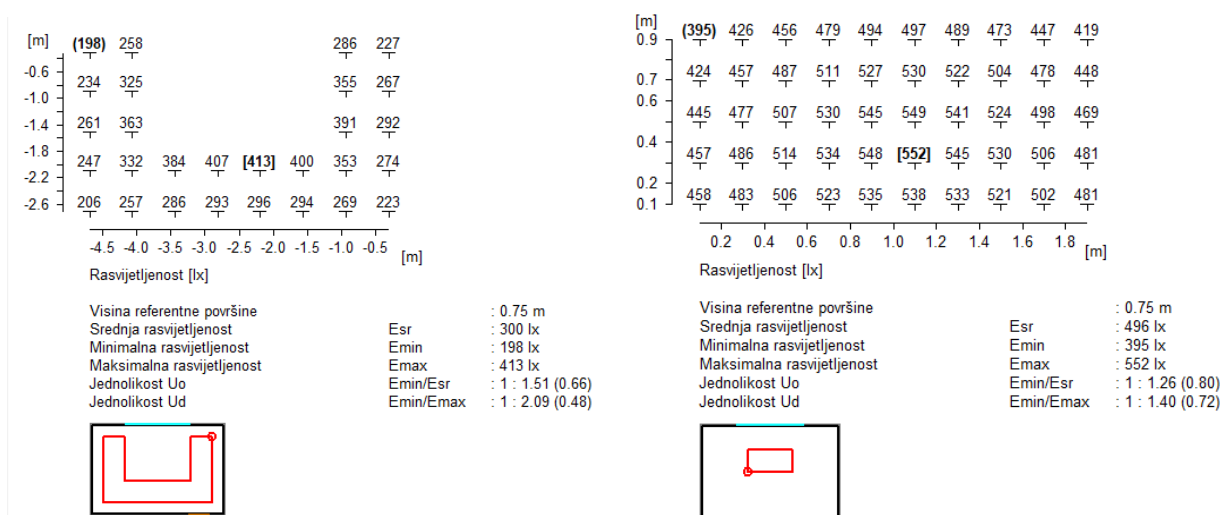 [m] (198) 258 286 227
-0.6
234 325 355 267
-1.0
-1.4 261 363 391 292
-1.8
247 332 384 407 [413] 400 353 274
-2.2
-2.6 206 257 286 293 296 294 269 223
-4.5 -4.0 -3.5 -3.0 -2.5 -2.0 -1.5 -1.0 -0.5 [m]
Rasvijetljenost [lx]
Visina referentne površine : 0.75 m
Srednja rasvijetljenost Esr : 300 lx
Minimalna rasvijetljenost Emin : 198 lx
Maksimalna rasvijetljenost Emax : 413 lx
Jednolikost Uo Emin/Esr : 1 : 1.51 (0.66)
Jednolikost Ud Emin/Emax : 1 : 2.09 (0.48)
[m]
0.9 (395) 426 456 479 494 497 489 473 447 419
0.7 424 457 487 511 527 530 522 504 478 448
0.6
445 477 507 530 545 549 541 524 498 469
0.4
457 486 514 534 548 [552] 545 530 506 481
0.2
0.1 458 483 506 523 535 538 533 521 502 481
0.2 0.4 0.6 0.8 1.0 1.2 1.4 1.6 1.8 [m]
Rasvijetljenost [lx]
Visina referentne površine : 0.75 m
Srednja rasvijetljenost Esr : 496 lx
Minimalna rasvijetljenost Emin : 395 lx
Maksimalna rasvijetljenost Emax : 552 lx
Jednolikost Uo Emin/Esr : 1 : 1.26 (0.80)
Jednolikost Ud Emin/Emax : 1 : 1.40 (0.72)